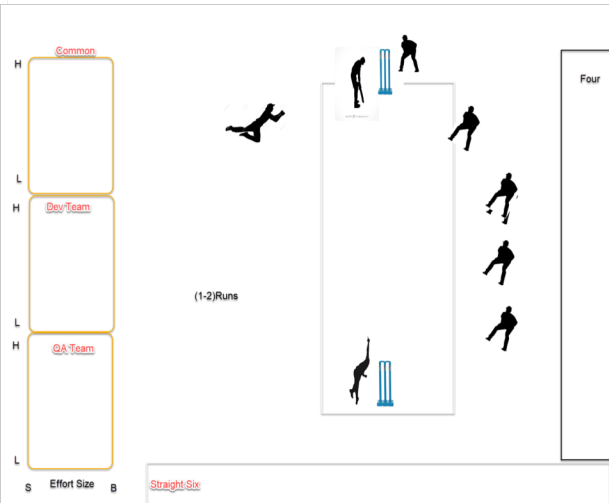 Common
H
Four
L
H
Dev Team
(1-2)Runs
L
H
QA Team
L
S
Effort Size
B
Straight Six